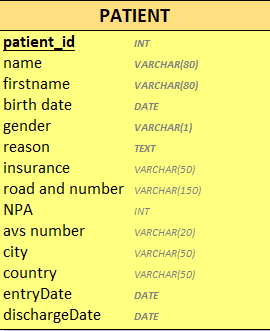 PATIENT
patient_id INT
name VARCHAR(80)
firstname VARCHAR(80)
birth date DATE
gender VARCHAR(1)
reason TEXT
insurance VARCHAR(50)
road and number VARCHAR(150)
NPA INT
avs number VARCHAR(20)
city VARCHAR(50)
country VARCHAR(50)
entryDate DATE
dischargeDate DATE